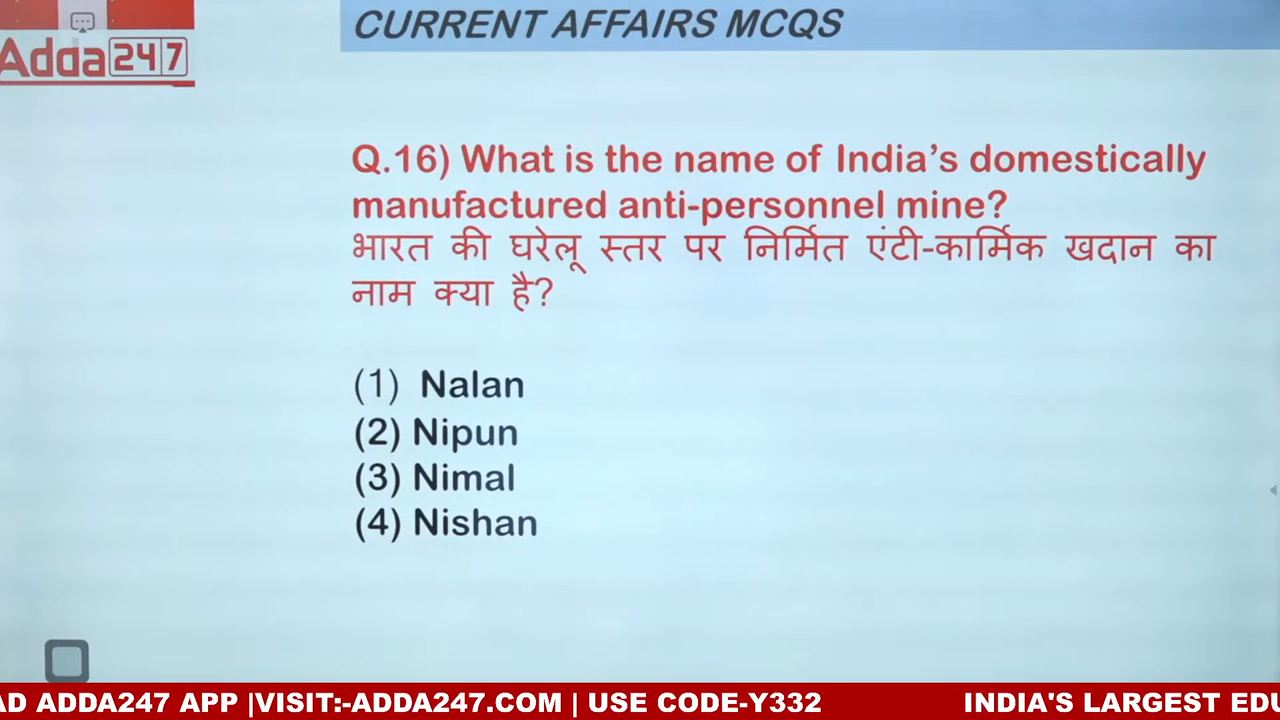 CURRENT AFFAIRS MCQS
Adda247
Q.16) What is the name of India's domestically
manufactured anti-personnel mine?
भारत की घरेलू स्तर पर निर्मित एंटी-कार्मिक खदान का
नाम क्या है?
(1) Nalan
(2) Nipun
(3) Nimal
(4) Nishan
AD ADDA247 APP |VISIT:-ADDA247.COM | USE CODE-Y332 INDIA'S LARGEST EDU